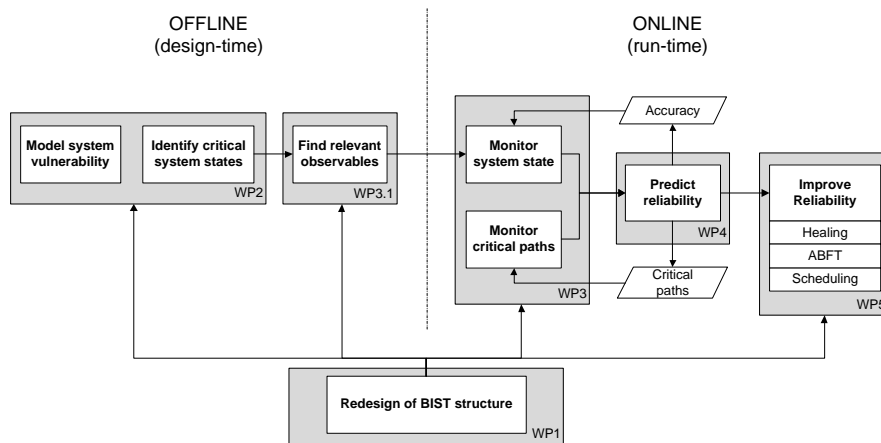 OFFLINE
(design-time)
ONLINE
(run-time)
Model system
vulnerability
Identify critical
system states
WP2
Find relevant
observables
WP3.1
Monitor
system state
Monitor
critical paths
WP3
Accuracy
Predict
reliability
WP4
Critical
paths
Improve
Reliability
Healing
ABFT
Scheduling
WP5
Redesign of BIST structure
WP1